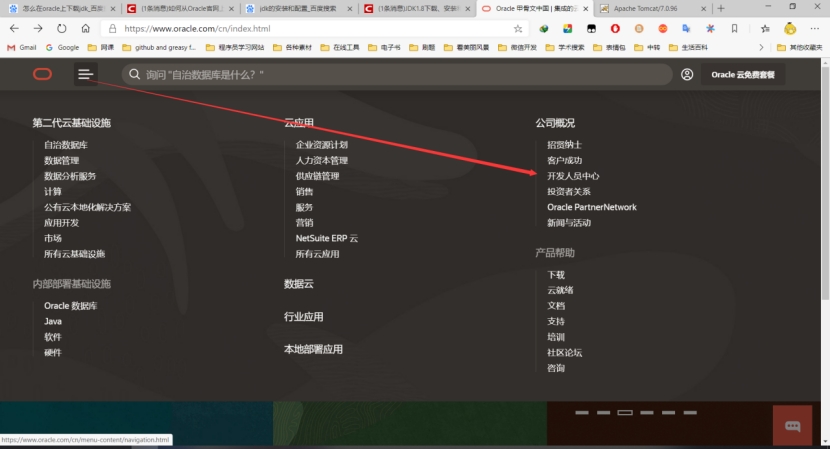 怎么在oracle上下载jdk_百度
(1条消息)如何从Oracle官网
jdk的安装和配置_百度搜索
(1条消息)JDK1.8下载、安装
Oracle 甲骨文中国 | 集成的云
Apache Tomcat/7.0.96
https://www.oracle.com/cn/index.html
Gmail
Google
网课
github and greasy f...
程序员学习网站
各种素材
在线工具
电子书
刷题
看美丽风景
微信开发
学术搜索
表情包
中转
生活百科
其他收藏夹
询问 "自治数据库是什么？"
Oracle 云免费套餐
第二代云基础设施
自治数据库
数据管理
数据分析服务
计算
公有云本地化解决方案
应用开发
市场
所有云基础设施
内部部署基础设施
Oracle 数据库
Java
软件
硬件
云应用
企业资源计划
人力资本管理
供应链管理
销售
服务
营销
NetSuite ERP 云
所有云应用
数据云
行业应用
本地部署应用
公司概况
招贤纳士
客户成功
开发人员中心
投资者关系
Oracle PartnerNetwork
新闻与活动
产品帮助
下载
云就绪
文档
支持
培训
社区论坛
咨询
https://www.oracle.com/cn/menu-content/navigation.html